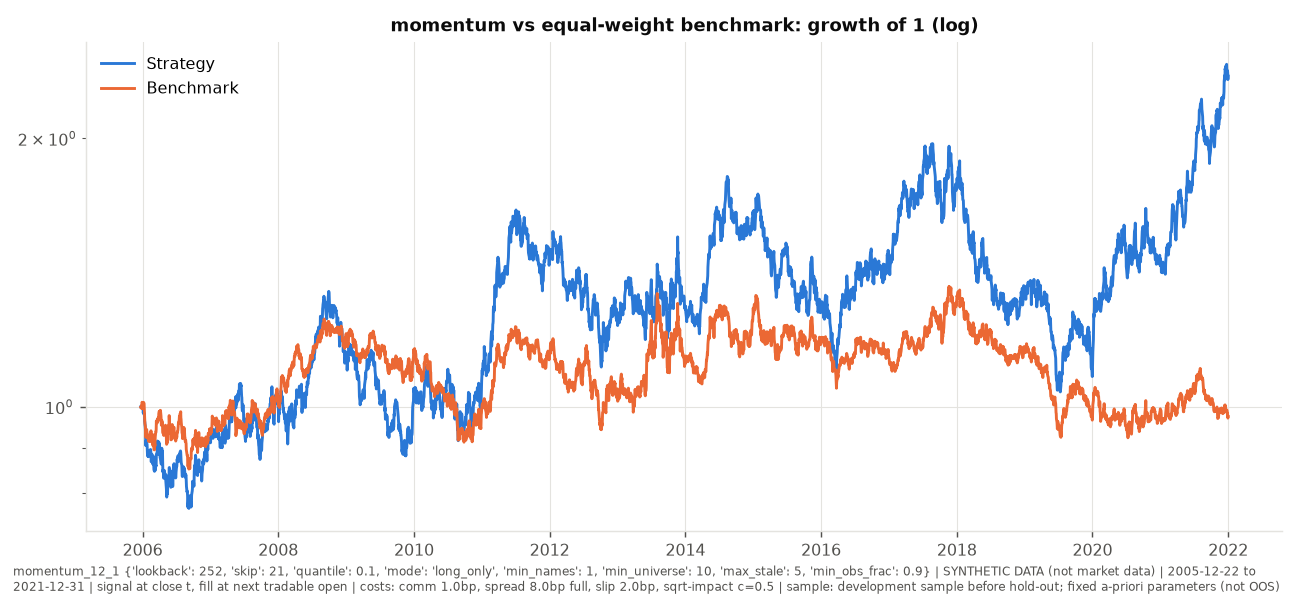 momentum vs equal-weight benchmark: growth of 1 (log)
Strategy
Benchmark
2 × 10⁰
10⁰
2006 2008 2010 2012 2014 2016 2018 2020 2022
momentum_12_1 {'lookback': 252, 'skip': 21, 'quantile': 0.1, 'mode': 'long_only', 'min_names': 1, 'min_universe': 10, 'max_stale': 5, 'min_obs_frac': 0.9} | SYNTHETIC DATA (not market data) | 2005-12-22 to
2021-12-31 | signal at close t, fill at next tradable open | costs: comm 1.0bp, spread 8.0bp full, slip 2.0bp, sqrt-impact c=0.5 | sample: development sample before hold-out; fixed a-priori parameters (not OOS)